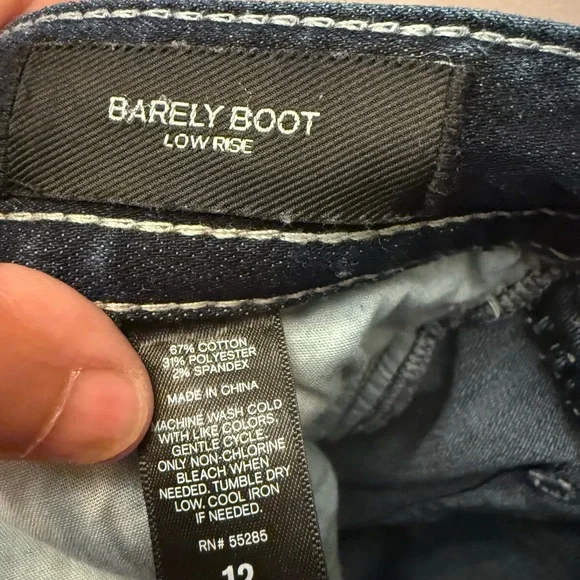 BARELY BOOT
LOW RISE
67% COTTON
31% POLYESTER
2% SPANDEX
MADE IN CHINA
MACHINE WASH COLD
WITH LIKE COLORS,
GENTLE CYCLE.
ONLY NON-CHLORINE
BLEACH WHEN
NEEDED. TUMBLE DRY
LOW. COOL IRON
IF NEEDED.
RN# 55285
12